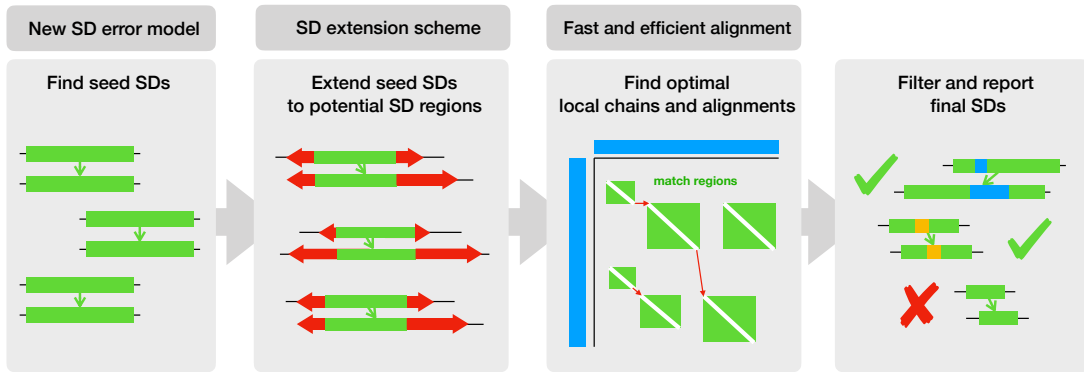 New SD error model
SD extension scheme
Fast and efficient alignment
Find seed SDs
Extend seed SDs
to potential SD regions
Find optimal
local chains and alignments
match regions
Filter and report
final SDs